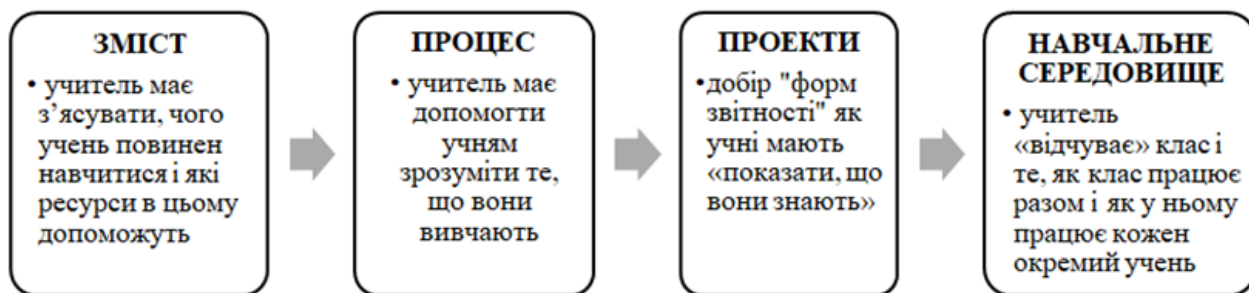 ЗМІСТ
• учитель має
з’ясувати, чого
учень повинен
навчитися і які
ресурси в цьому
допоможуть
ПРОЦЕС
• учитель має
допомогти
учням
зрозуміти те,
що вони
вивчають
ПРОЕКТИ
•добір "форм
звітності" як
учні мають
«показати, що
вони знають»
НАВЧАЛЬНЕ
СЕРЕДОВИЩЕ
• учитель
«відчуває» клас і
те, як клас працює
разом і як у ньому
працює кожен
окремий учень